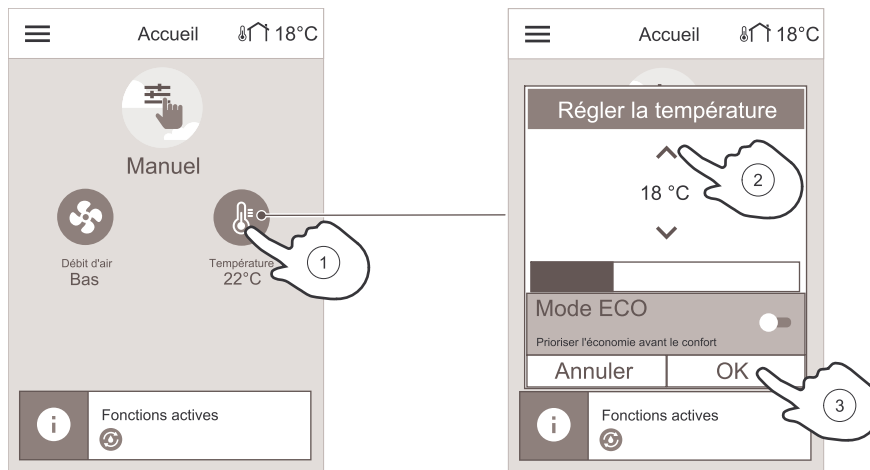 Accueil
18°C
Manuel
Débit d'air
Bas
Température
22°C
1
i
Fonctions actives
Accueil
18°C
Régler la température
18 °C
2
Mode ECO
Prioriser l'économie avant le confort
Annuler
OK
3
i
Fonctions actives